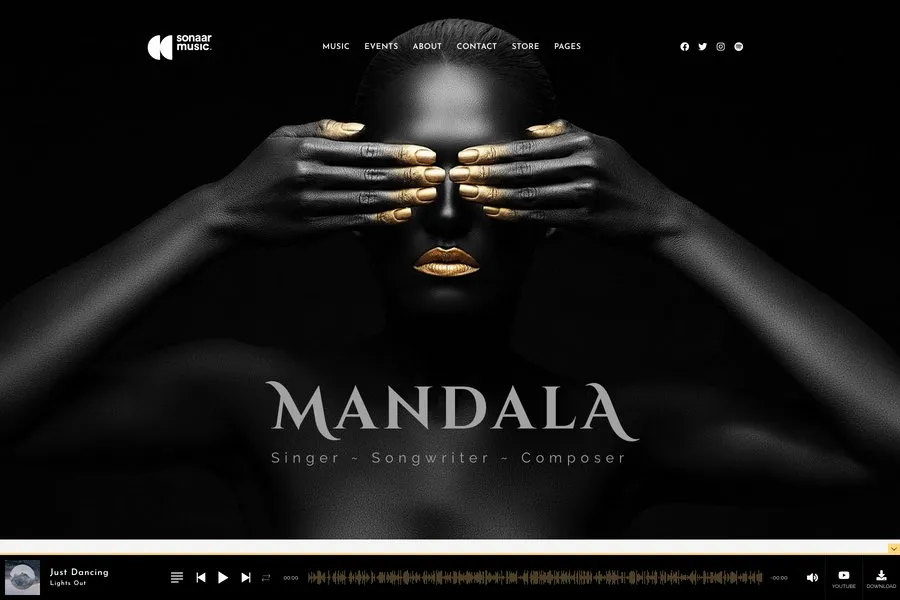 sonaar
music.
MUSIC EVENTS ABOUT CONTACT STORE PAGES
MANDALA
Singer ~ Songwriter ~ Composer
Just Dancing
Lights Out
00:00
-00:00
YOUTUBE
DOWNLOAD